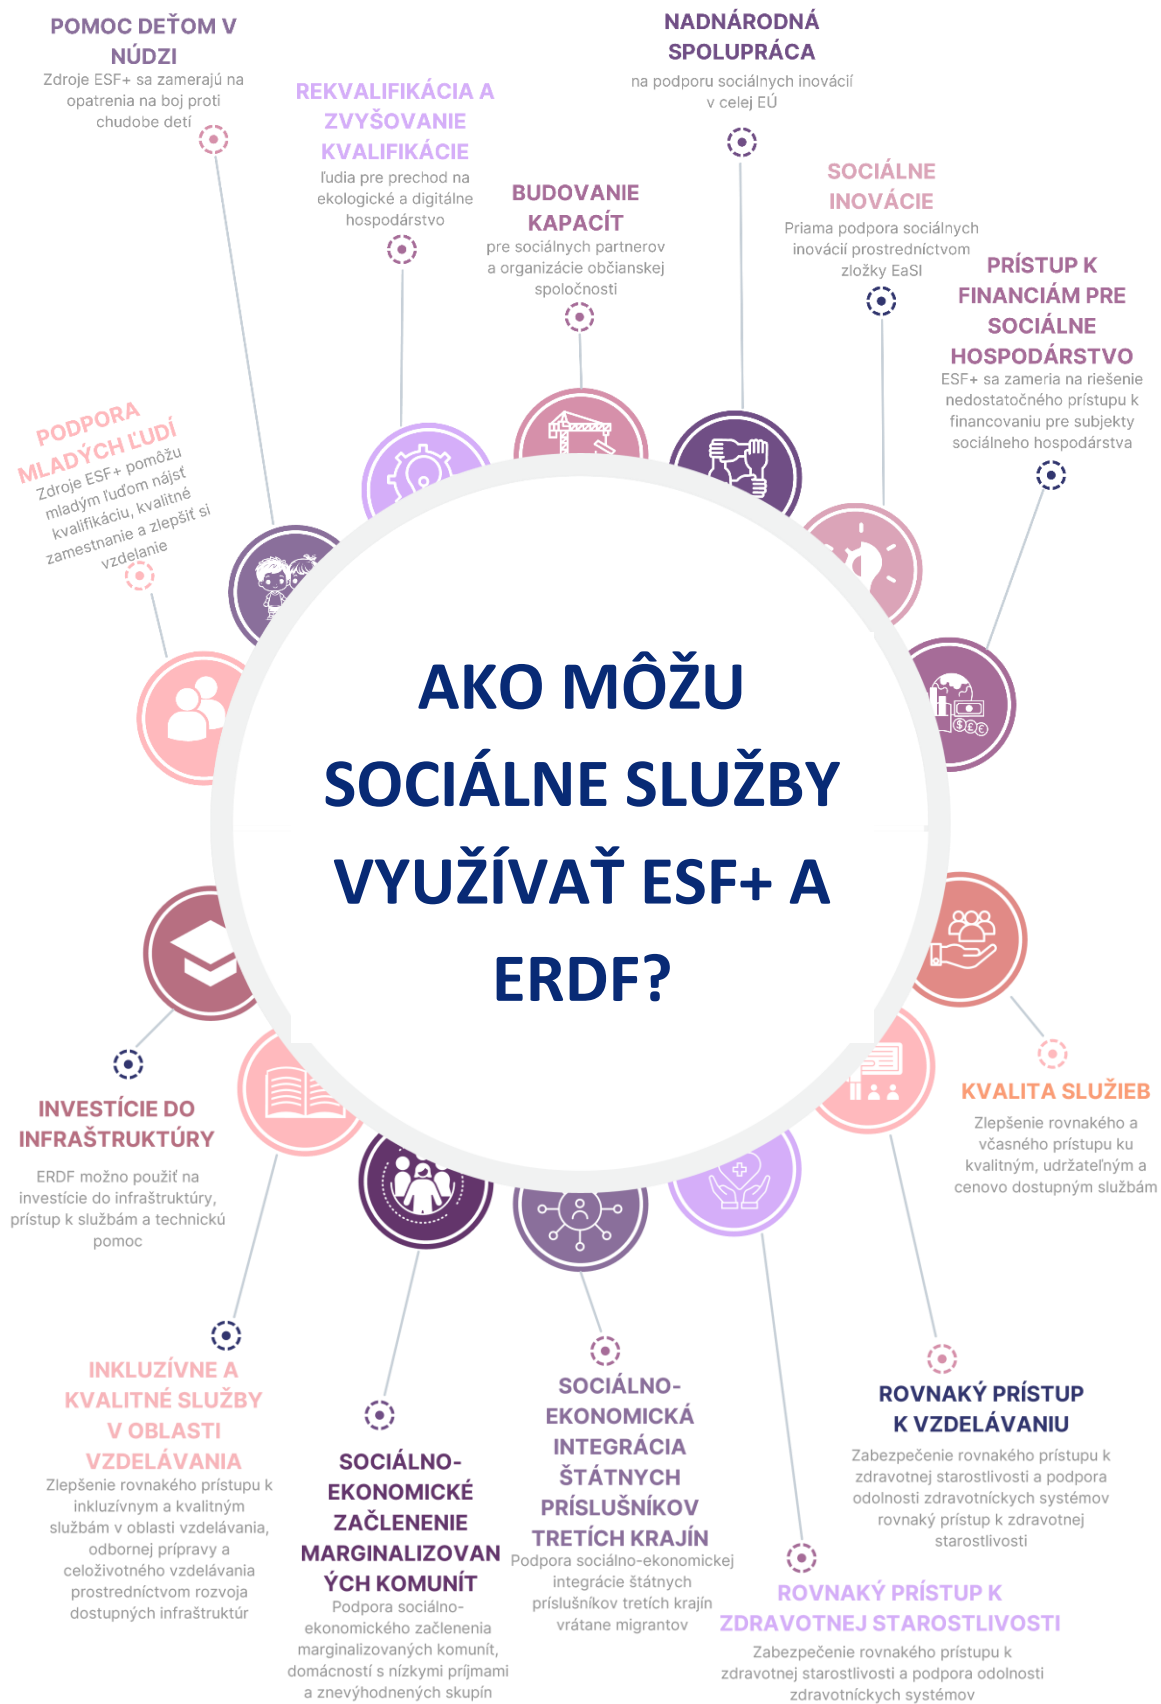 POMOC DEŤOM V
NÚDZI
Zdroje ESF+ sa zamerajú na
opatrenia na boj proti
chudobe detí
REKVALIFIKÁCIA A
ZVYŠOVANIE
KVALIFIKÁCIE
ľudia pre prechod na
ekologické a digitálne
hospodárstvo
BUDOVANIE
KAPACÍT
pre sociálnych partnerov
a organizácie občianskej
spoločnosti
NADNÁRODNÁ
SPOLUPRÁCA
na podporu sociálnych inovácií
v celej EÚ
SOCIÁLNE
INOVÁCIE
Priama podpora sociálnych
inovácií prostredníctvom
zložky EaSI
PRÍSTUP K
FINANCIÁM PRE
SOCIÁLNE
HOSPODÁRSTVO
ESF+ sa zameria na riešenie
nedostatočného prístupu k
financovaniu pre subjekty
sociálneho hospodárstva
PODPORA
MLADÝCH ĽUDÍ
Zdroje ESF+ pomôžu
mladým ľuďom nájsť
kvalifikáciu, kvalitné
zamestnanie a zlepšiť si
vzdelanie
AKO MÔŽU
SOCIÁLNE SLUŽBY
VYUŽÍVAŤ ESF+ A
ERDF?
INVESTÍCIE DO
INFRAŠTRUKTÚRY
ERDF možno použiť na
investície do infraštruktúry,
prístup k službám a technickú
pomoc
KVALITA SLUŽIEB
Zlepšenie rovnakého a
včasného prístupu ku
kvalitným, udržateľným a
cenovo dostupným službám
INKLUZÍVNE A
KVALITNÉ SLUŽBY
V OBLASTI
VZDELÁVANIA
Zlepšenie rovnakého prístupu k
inkluzívnym a kvalitným
službám v oblasti vzdelávania,
odbornej prípravy a
celoživotného vzdelávania
prostredníctvom rozvoja
dostupných infraštruktúr
SOCIÁLNO-
EKONOMICKÉ
ZAČLENENIE
MARGINALIZOVAN
ÝCH KOMUNÍT
Podpora sociálno-
ekonomického začlenenia
marginalizovaných komunít,
domácností s nízkymi príjmami
a znevýhodnených skupín
SOCIÁLNO-
EKONOMICKÁ
INTEGRÁCIA
ŠTÁTNYCH
PRÍSLUŠNÍKOV
TRETÍCH KRAJÍN
Podpora sociálno-ekonomickej
integrácie štátnych
príslušníkov tretích krajín
vrátane migrantov
ROVNAKÝ PRÍSTUP
K VZDELÁVANIU
Zabezpečenie rovnakého prístupu k
zdravotnej starostlivosti a podpora
odolnosti zdravotníckych systémov
rovnaký prístup k zdravotnej
starostlivosti
ROVNAKÝ PRÍSTUP K
ZDRAVOTNEJ STAROSTLIVOSTI
Zabezpečenie rovnakého prístupu k
zdravotnej starostlivosti a podpora odolnosti
zdravotníckych systémov